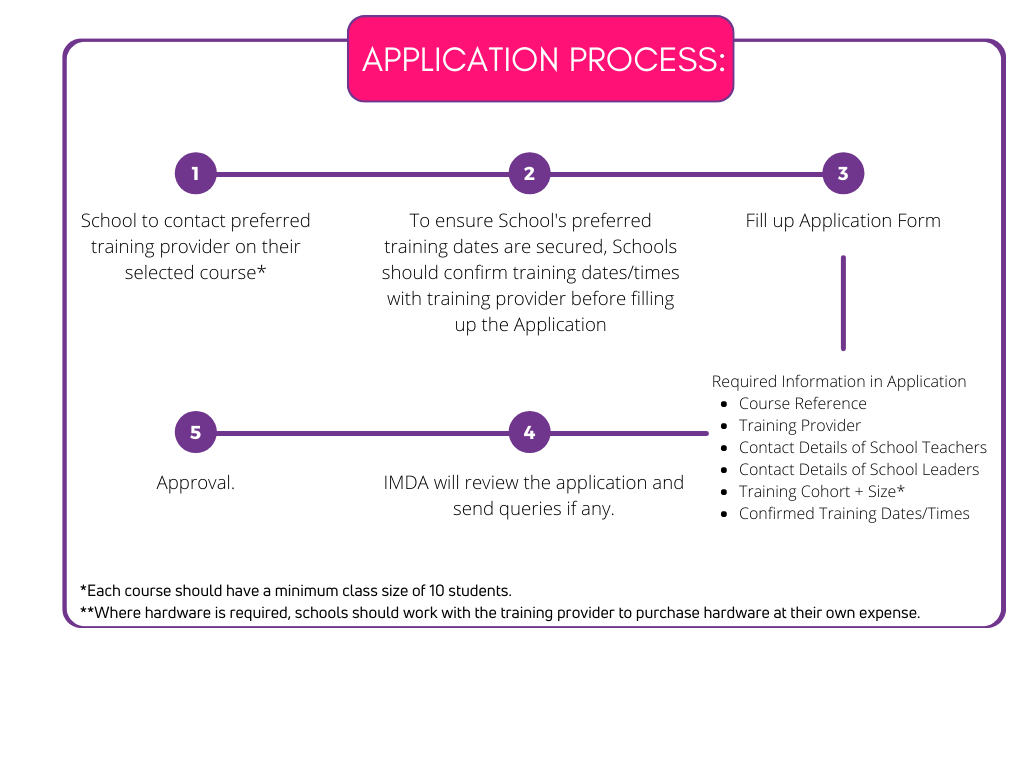 APPLICATION PROCESS:
1
School to contact preferred
training provider on their
selected course*
2
To ensure School's preferred
training dates are secured, Schools
should confirm training dates/times
with training provider before filling
up the Application
3
Fill up Application Form
Required Information in Application
• Course Reference
• Training Provider
• Contact Details of School Teachers
• Contact Details of School Leaders
• Training Cohort + Size*
• Confirmed Training Dates/Times
4
IMDA will review the application and
send queries if any.
5
Approval.
*Each course should have a minimum class size of 10 students.
**Where hardware is required, schools should work with the training provider to purchase hardware at their own expense.